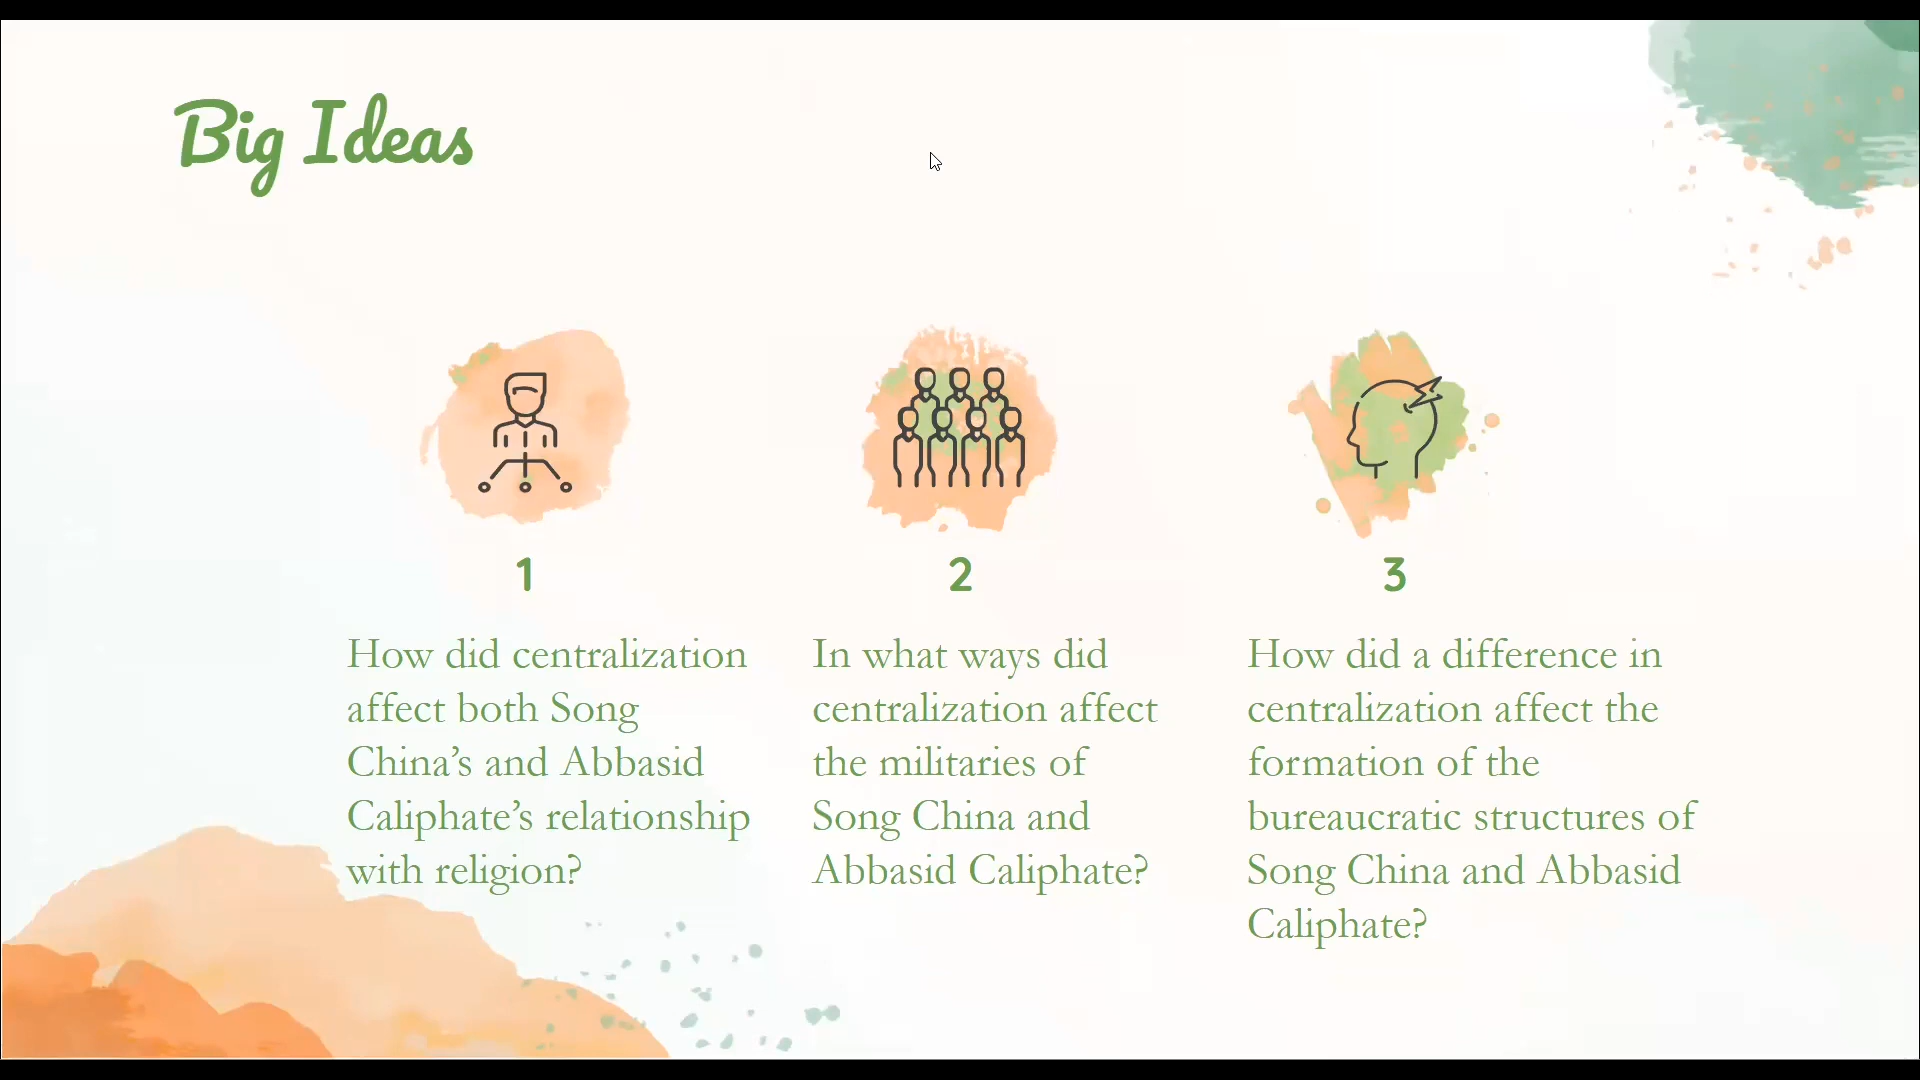 Big Ideas
1
How did centralization
affect both Song
China’s and Abbasid
Caliphate’s relationship
with religion?
2
In what ways did
centralization affect
the militaries of
Song China and
Abbasid Caliphate?
3
How did a difference in
centralization affect the
formation of the
bureaucratic structures of
Song China and Abbasid
Caliphate?